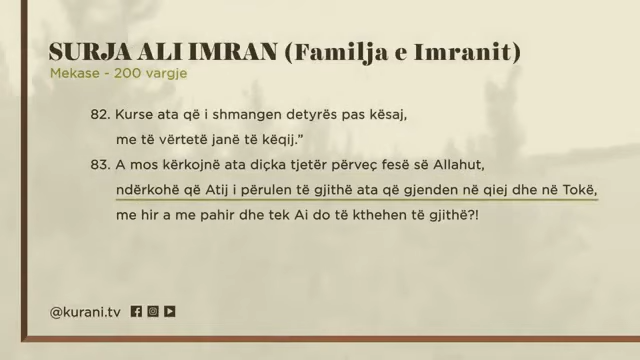 SURJA ALI IMRAN (Familja e Imranit)
Mekase - 200 vargje
82. Kurse ata që i shmangen detyrës pas kësaj,
me të vërtetë janë të këqij.”
83. A mos kërkojnë ata diçka tjetër përveç fesë së Allahut,
ndërkohë që Atij i përulen të gjithë ata që gjenden në qiej dhe në Tokë,
me hir a me pahir dhe tek Ai do të kthehen të gjithë?!
@kurani.tv